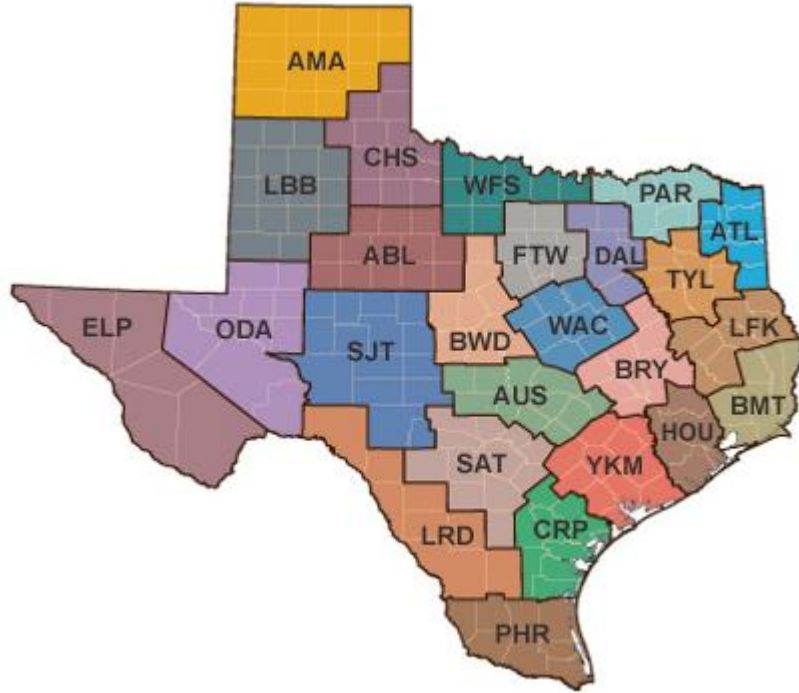 AMA
CHS
LBB
WFS
PAR
ATL
ABL
FTW
DAL
TYL
ELP
ODA
SJT
BWD
WAC
LFK
BRY
AUS
BMT
HOU
SAT
YKM
LRD
CRP
PHR